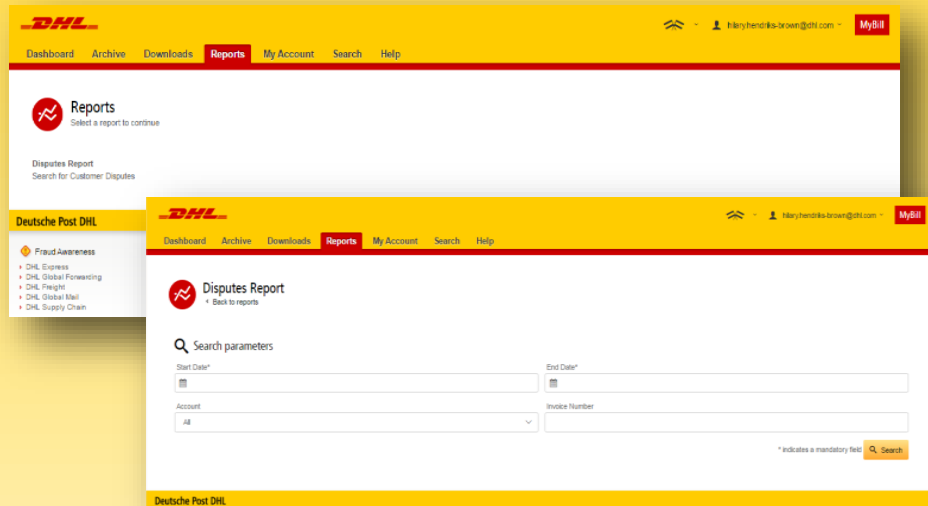 DHL
hilary.hendriks-brown@dhl.com
MyBill
Dashboard Archive Downloads Reports My Account Search Help
Reports
Select a report to continue
Disputes Report
Search for Customer Disputes
Deutsche Post DHL
Fraud Awareness
DHL Express
DHL Global Forwarding
DHL Freight
DHL Global Mail
DHL Supply Chain
DHL
hilary.hendriks-brown@dhl.com
MyBill
Dashboard Archive Downloads Reports My Account Search Help
Disputes Report
Back to reports
Search parameters
Start Date* End Date*
Account Invoice Number
All
* indicates a mandatory field Search
Deutsche Post DHL